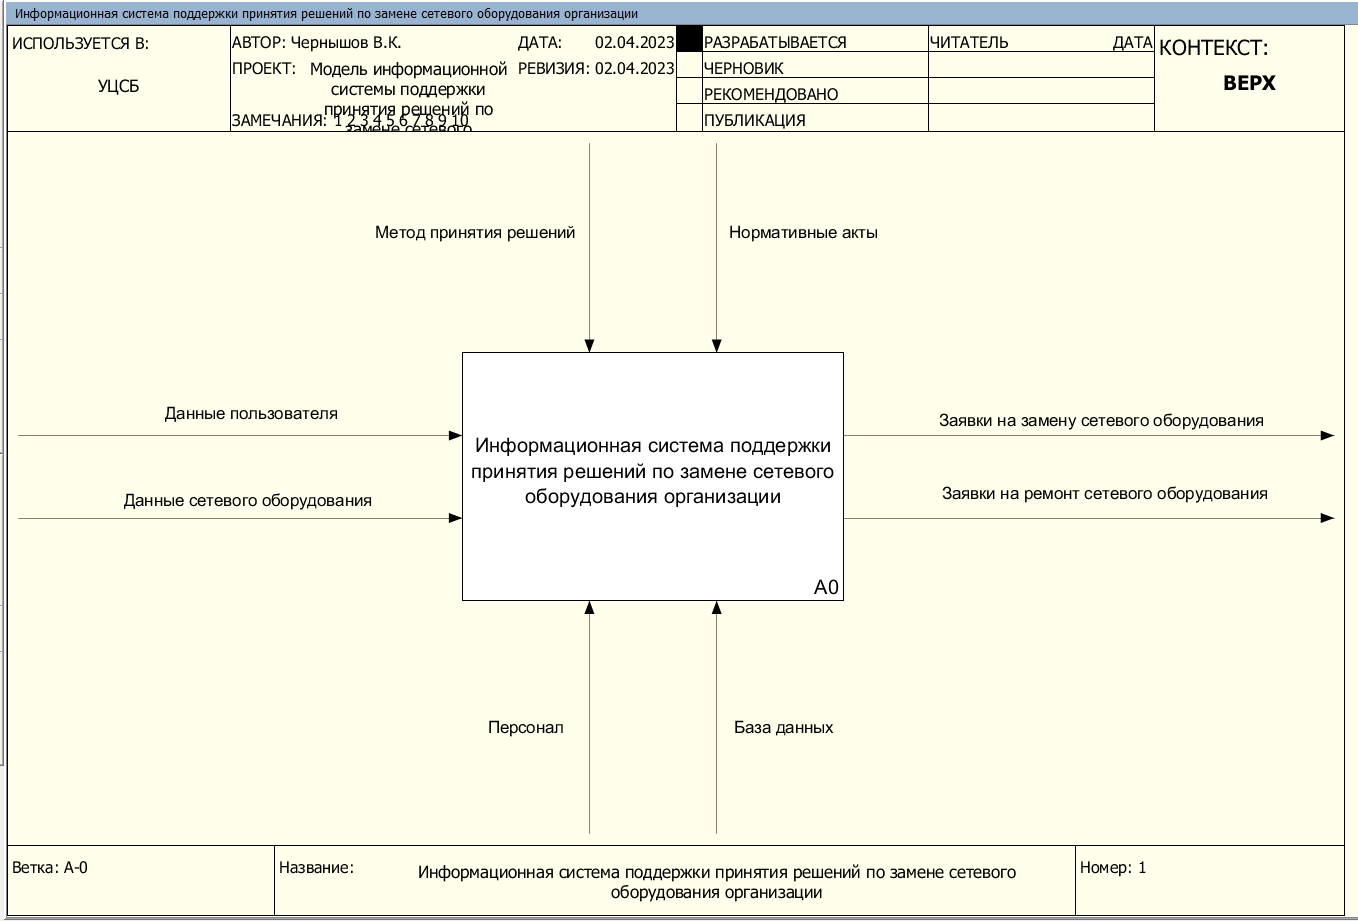 Информационная система поддержки принятия решений по замене сетевого оборудования организации
ИСПОЛЬЗУЕТСЯ В:
УЦСБ
АВТОР: Чернышов В.К.
ДАТА: 02.04.2023
ПРОЕКТ: Модель информационной
системы поддержки
принятия решений по
замене сетевого
РЕВИЗИЯ: 02.04.2023
ЗАМЕЧАНИЯ: 1 2 3 4 5 6 7 8 9 10
РАЗРАБАТЫВАЕТСЯ
ЧЕРНОВИК
РЕКОМЕНДОВАНО
ПУБЛИКАЦИЯ
ЧИТАТЕЛЬ ДАТА
КОНТЕКСТ:
ВЕРХ
Метод принятия решений
Нормативные акты
Данные пользователя
Данные сетевого оборудования
Информационная система поддержки
принятия решений по замене сетевого
оборудования организации
A0
Заявки на замену сетевого оборудования
Заявки на ремонт сетевого оборудования
Персонал
База данных
Ветка: A-0
Название:
Информационная система поддержки принятия решений по замене сетевого
оборудования организации
Номер: 1